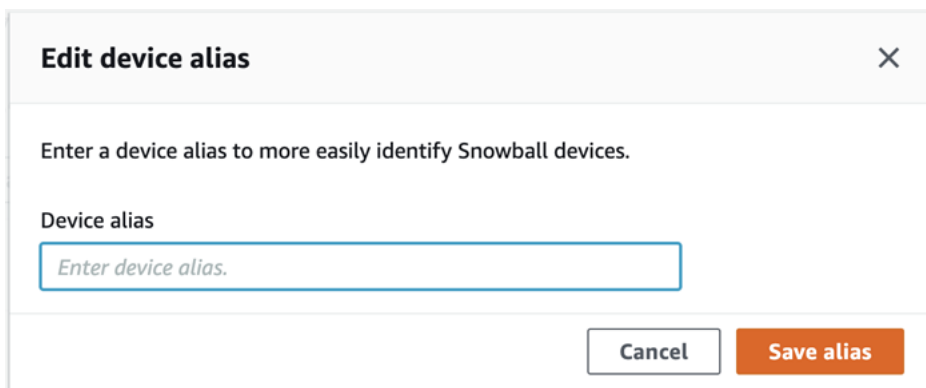 Edit device alias
Enter a device alias to more easily identify Snowball devices.
Device alias
Enter device alias.
Cancel
Save alias